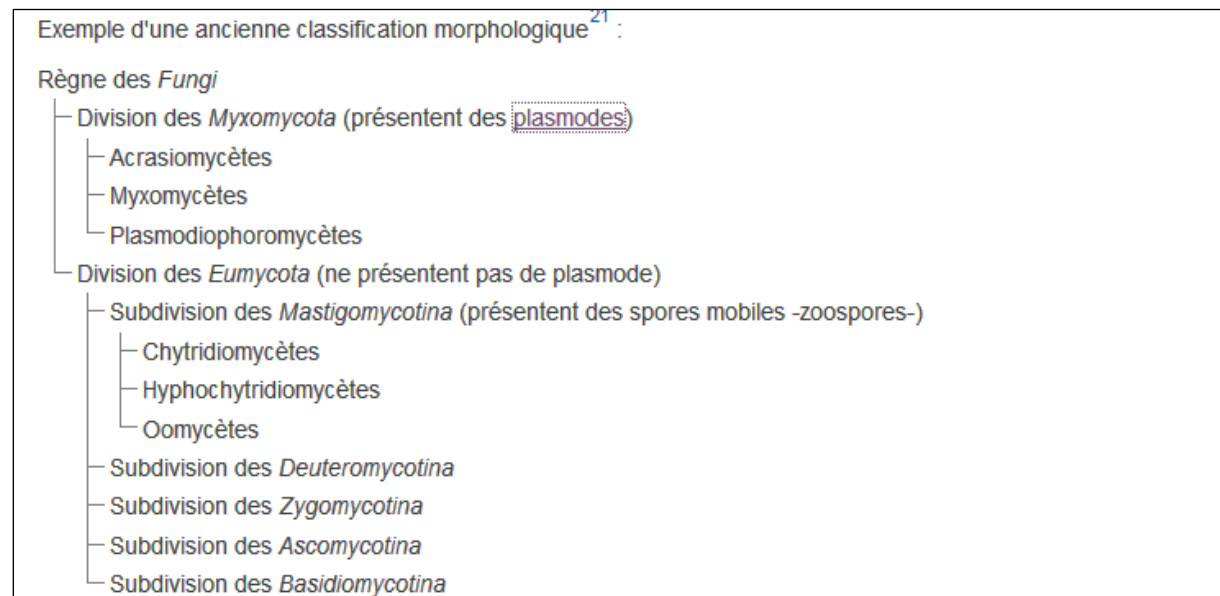 Exemple d'une ancienne classification morphologique21 :
Règne des Fungi
Division des Myxomycota (présentent des plasmodes)
Acrasiomycètes
Myxomycètes
Plasmodiophoromycètes
Division des Eumycota (ne présentent pas de plasmode)
Subdivision des Mastigomycotina (présentent des spores mobiles -zoospores-)
Chytridiomycètes
Hyphochytridiomycètes
Oomycètes
Subdivision des Deuteromycotina
Subdivision des Zygomycotina
Subdivision des Ascomycotina
Subdivision des Basidiomycotina